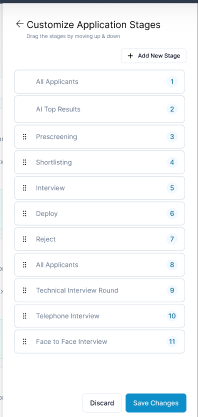 ← Customize Application Stages
Drag the stages by moving up & down
+ Add New Stage
All Applicants 1
AI Top Results 2
Prescreening 3
Shortlisting 4
Interview 5
Deploy 6
Reject 7
All Applicants 8
Technical Interview Round 9
Telephone Interview 10
Face to Face Interview 11
Discard Save Changes